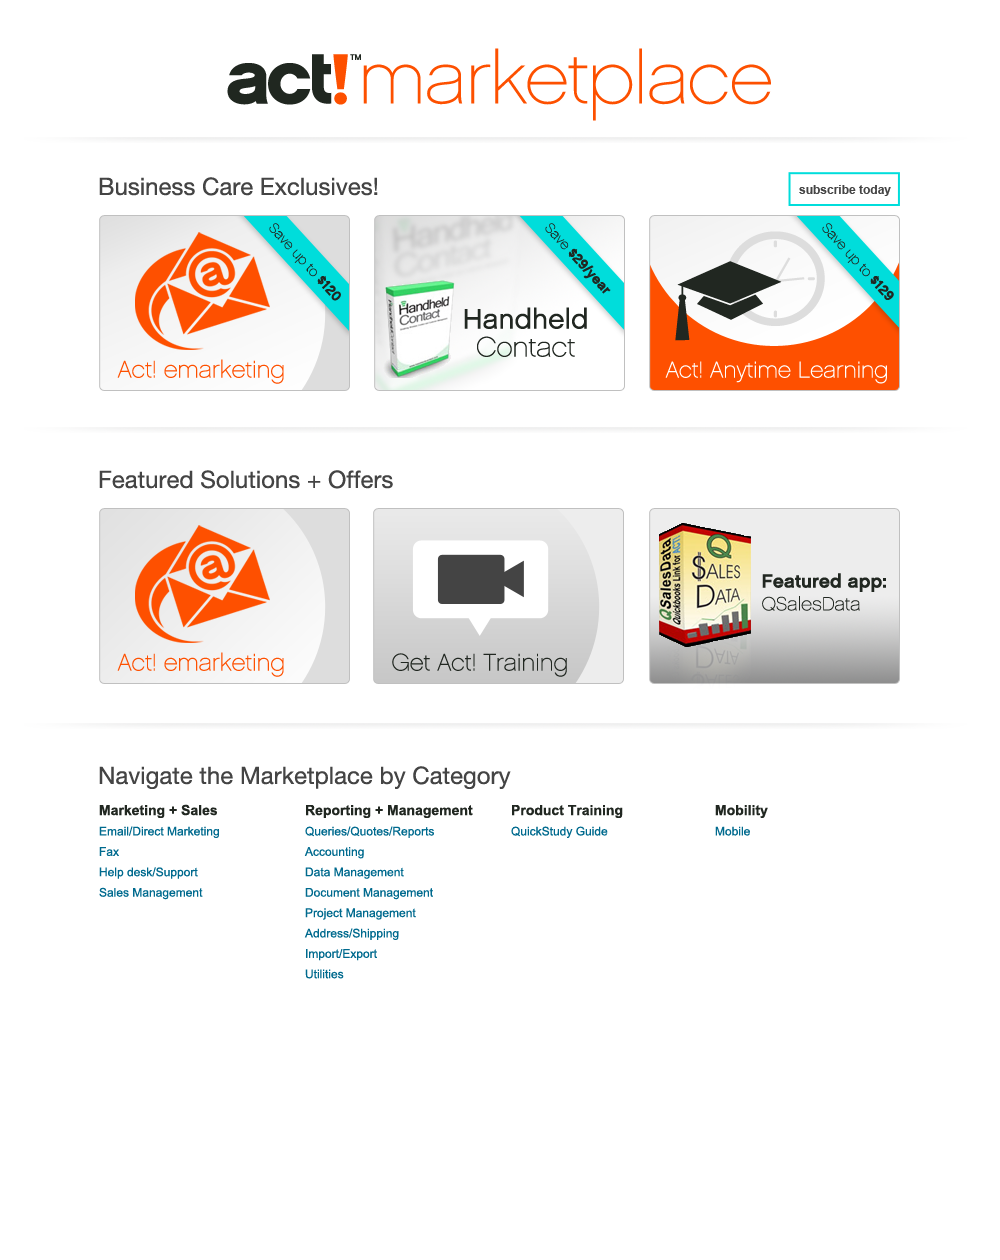 act!™marketplace
Business Care Exclusives!
subscribe today
Save up to $120
Act! emarketing
Handheld
Contact
Save $29/year
Handheld
Contact
Handheld
Contact
Save up to $129
Act! Anytime Learning
Featured Solutions + Offers
@
Act! emarketing
Get Act! Training
QSalesData
Quickbooks Link for ACT!
Q
$ALES
DATA
Featured app:
QSalesData
Navigate the Marketplace by Category
Marketing + Sales
Email/Direct Marketing
Fax
Help desk/Support
Sales Management
Reporting + Management
Queries/Quotes/Reports
Accounting
Data Management
Document Management
Project Management
Address/Shipping
Import/Export
Utilities
Product Training
QuickStudy Guide
Mobility
Mobile